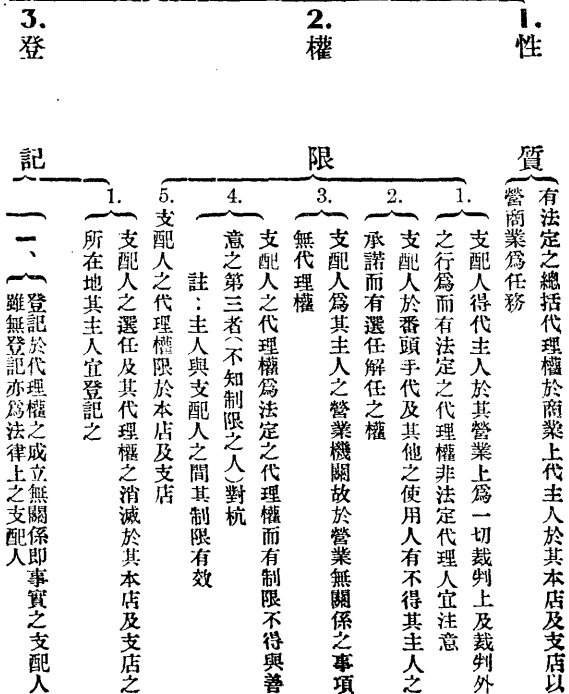 1.性質
有法定之總括代理權於商業上代主人於其本店及支店以
營商業爲任務
2.權限
1.
支配人得代主人於其營業上爲一切裁判上及裁判外
之行爲而有法定之代理權非法定代理人宜注意
2.
支配人於番頭手代及其他之使用人有不得其主人之
承諾而有選任解任之權
3.
支配人爲其主人之營業機關故於營業無關係之事項
無代理權
4.
支配人之代理權爲法定之代理權而有制限不得與善
意之第三者(不知制限之人)對杭
註：主人與支配人之間其制限有效
5.支配人之代理權限於本店及支店
3.登記
1.
支配人之選任及其代理權之消滅於其本店及支店之
所在地其主人宜登記之
一、
登記於代理權之成立無關係即事實之支配人
雖無登記亦爲法律上之支配人